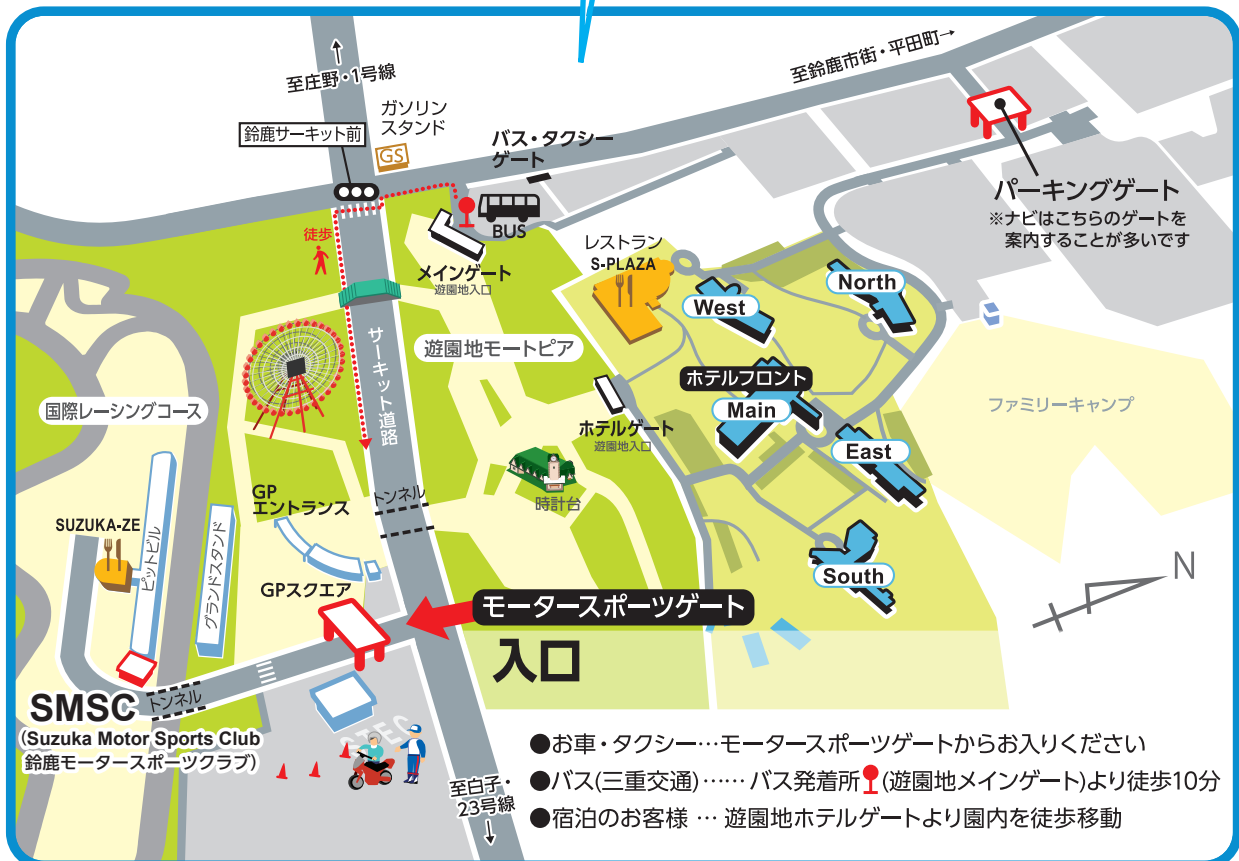 至庄野・1号線
ガソリン
スタンド
GS
鈴鹿サーキット前
バス・タクシー
ゲート
至鈴鹿市街・平田町→
パーキングゲート
※ナビはこちらのゲートを
案内することが多いです
徒歩
BUS
メインゲート
遊園地入口
レストラン
S-PLAZA
West
North
サーキット道路
遊園地モートピア
国際レーシングコース
ホテルフロント
Main
ホテルゲート
遊園地入口
ファミリーキャンプ
East
時計台
GP
エントランス
トンネル
SUZUKA-ZE
ピットビル
グランドスタンド
GPスクエア
South
N
モータースポーツゲート
入口
トンネル
SMSC
(Suzuka Motor Sports Club
鈴鹿モータースポーツクラブ)
STEC
至白子・
23号線
●お車・タクシー…モータースポーツゲートからお入りください
●バス(三重交通)……バス発着所(遊園地メインゲート)より徒歩10分
●宿泊のお客様…遊園地ホテルゲートより園内を徒歩移動